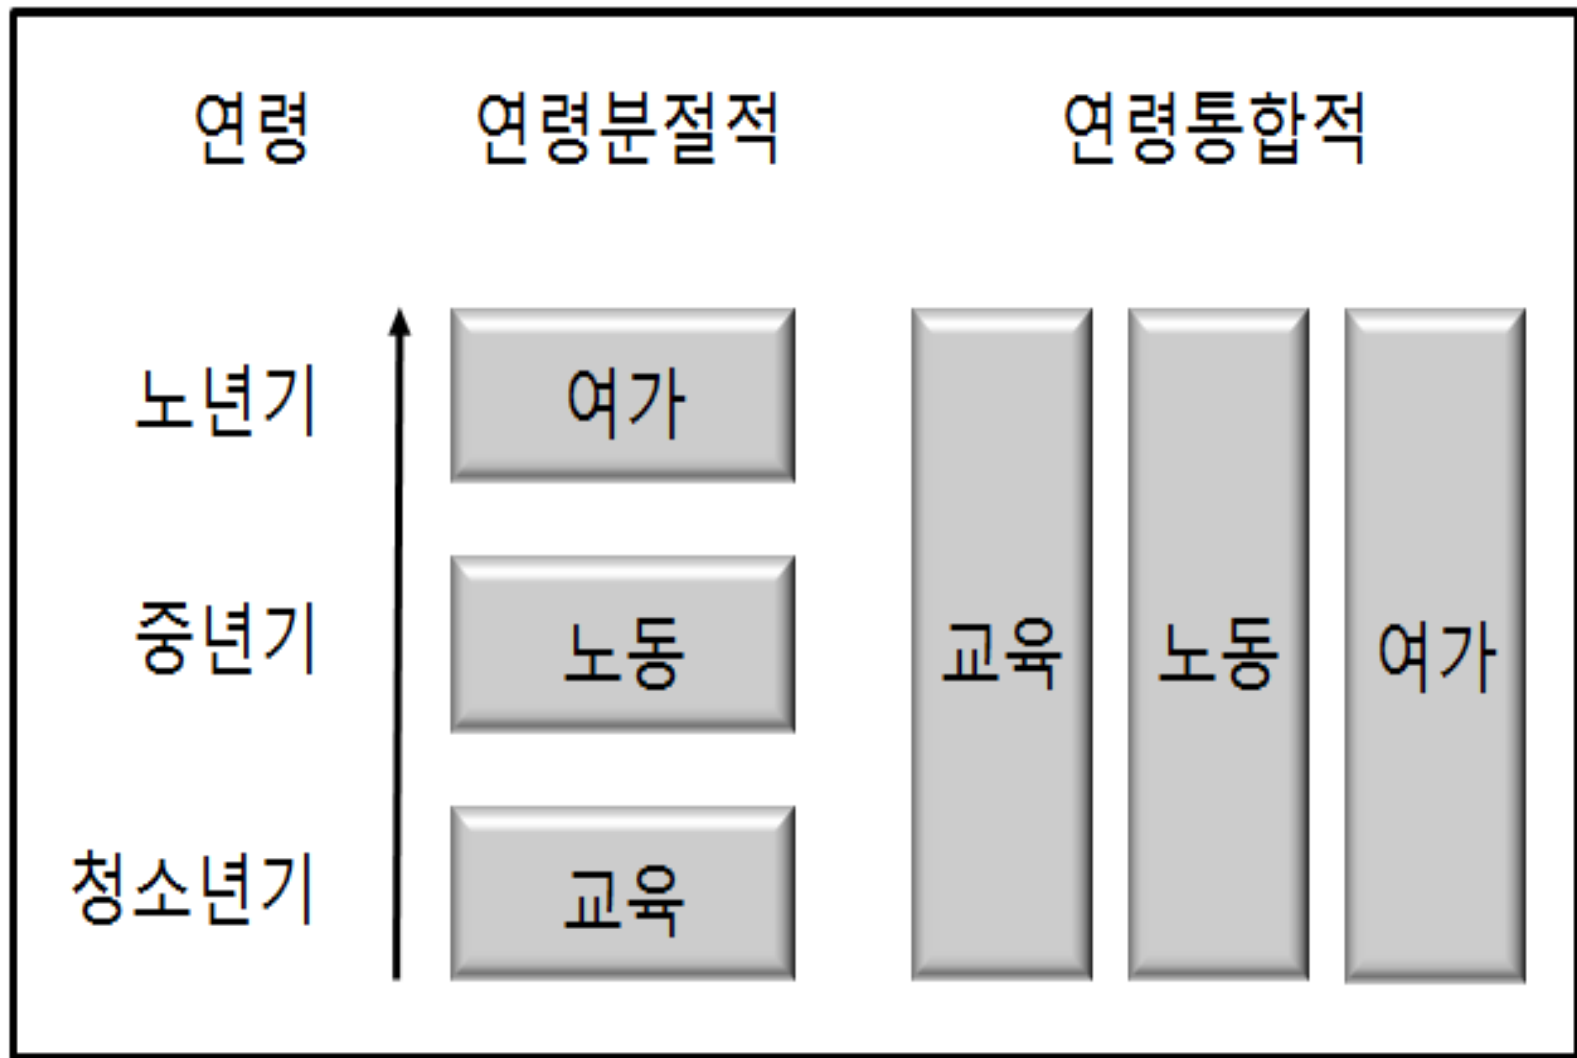 연령 연령분절적 연령통합적
노년기 여가
중년기 노동 교육 노동 여가
청소년기 교육